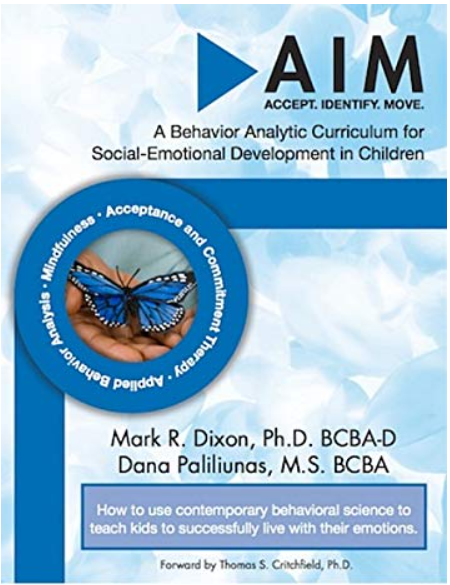 AIM
ACCEPT. IDENTIFY. MOVE.
A Behavior Analytic Curriculum for
Social-Emotional Development in Children
Applied Behavior Analysis • Mindfulness • Acceptance and Commitment Therapy •
Mark R. Dixon, Ph.D. BCBA-D
Dana Paliliunas, M.S. BCBA
How to use contemporary behavioral science to
teach kids to successfully live with their emotions.
Forward by Thomas S. Critchfield, Ph.D.